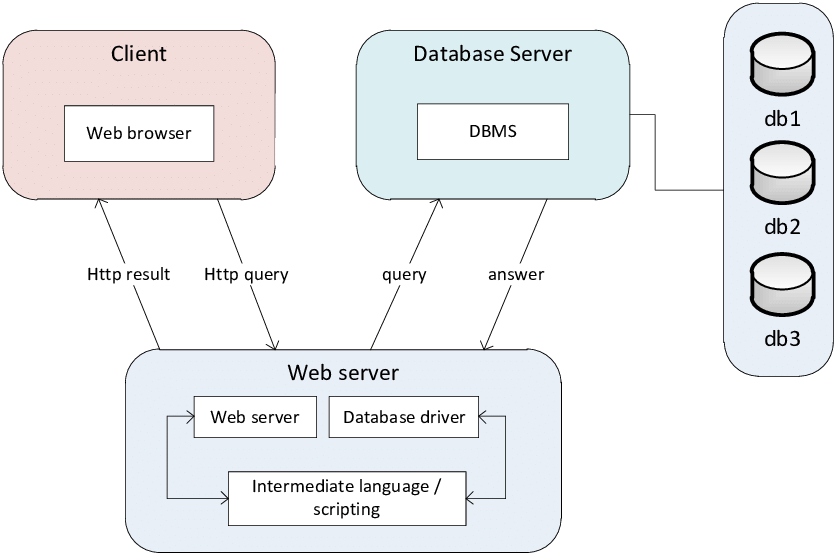 Client
Web browser
Database Server
DBMS
db1
db2
db3
Http result
Http query
query
answer
Web server
Web server
Database driver
Intermediate language /
scripting